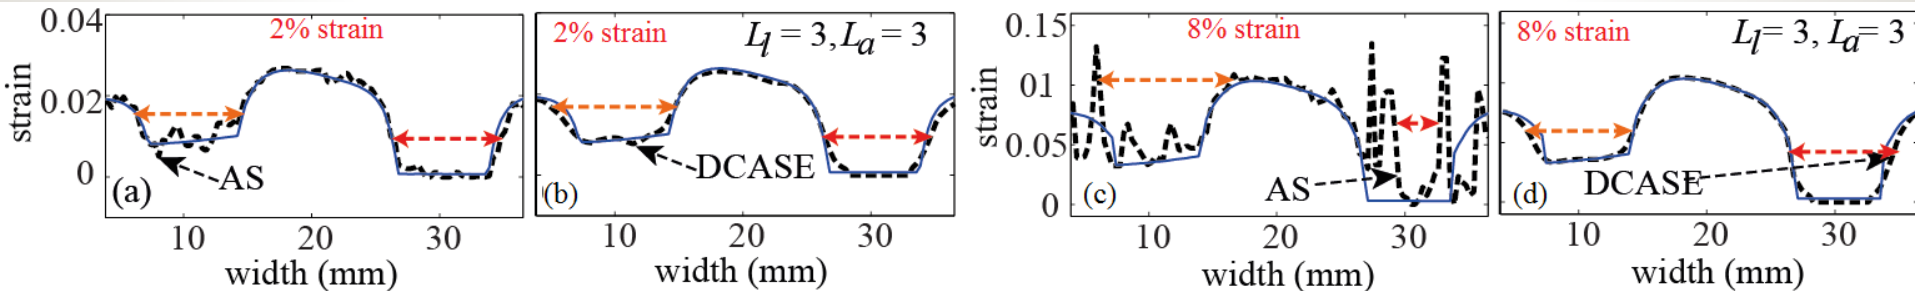 0.04
0.02
0
strain
2% strain
AS
(a)
10
20
30
width (mm)
2% strain
L_l = 3, L_a = 3
DCASE
(b)
10
20
30
width (mm)
0.15
01
0.05
0
strain
8% strain
AS
(c)
10
20
30
width (mm)
8% strain
L_l = 3, L_a = 3
DCASE
(d)
10
20
30
width (mm)